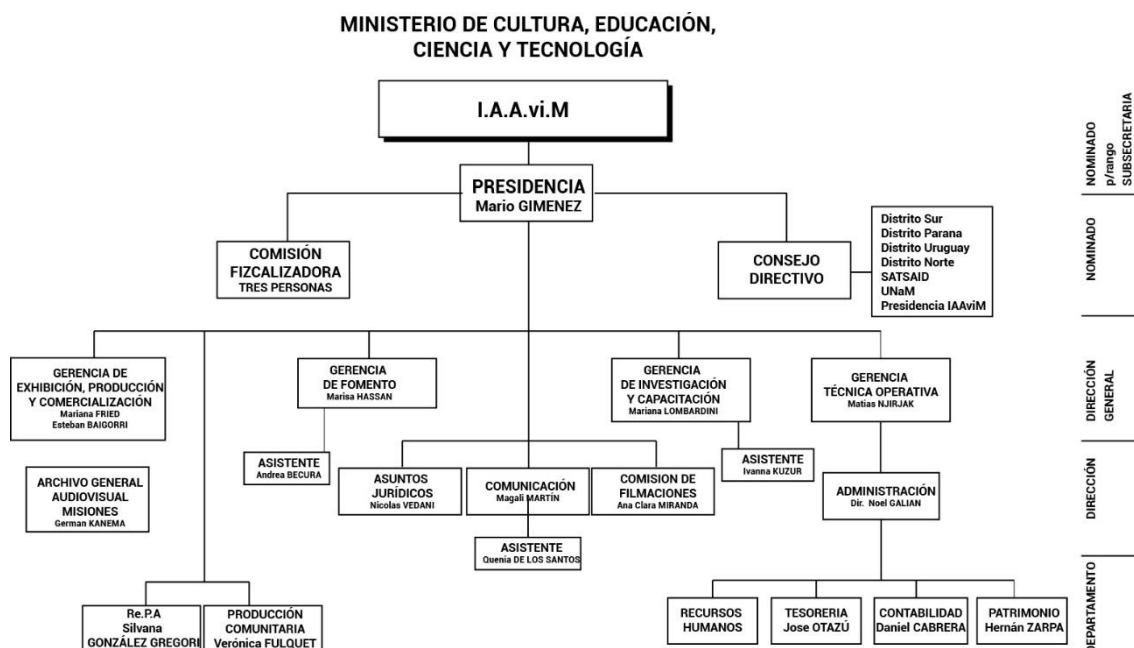 MINISTERIO DE CULTURA, EDUCACIÓN,
CIENCIA Y TECNOLOGÍA
I.A.A.vi.M
NOMINADO
p/rango
SUBSECRETARIA
PRESIDENCIA
Mario GIMENEZ
COMISIÓN
FIZCALIZADORA
TRES PERSONAS
CONSEJO
DIRECTIVO
Distrito Sur
Distrito Parana
Distrito Uruguay
Distrito Norte
SATSAID
UNaM
Presidencia IAAviM
NOMINADO
GERENCIA DE
EXHIBICIÓN, PRODUCCIÓN
Y COMERCIALIZACIÓN
Mariana FRIED
Esteban BAIGORRI
GERENCIA
DE FOMENTO
Marisa HASSAN
GERENCIA
DE INVESTIGACIÓN
Y CAPACITACIÓN
Mariana LOMBARDINI
GERENCIA
TÉCNICA OPERATIVA
Matias NJIRJAK
DIRECCIÓN
GENERAL
ARCHIVO GENERAL
AUDIOVISUAL
MISIONES
German KANEMA
ASISTENTE
Andrea BECURA
ASUNTOS
JURÍDICOS
Nicolas VEDANI
COMUNICACIÓN
Magali MARTÍN
COMISION DE
FILMACIONES
Ana Clara MIRANDA
ASISTENTE
Ivanna KUZUR
ADMINISTRACIÓN
Dir. Noel GALIAN
DIRECCIÓN
ASISTENTE
Quenia DE LOS SANTOS
Re.P.A
Silvana
GONZÁLEZ GREGORI
PRODUCCIÓN
COMUNITARIA
Verónica FULQUET
RECURSOS
HUMANOS
TESORERIA
Jose OTAZÚ
CONTABILIDAD
Daniel CABRERA
PATRIMONIO
Hernán ZARPA
DEPARTAMENTO